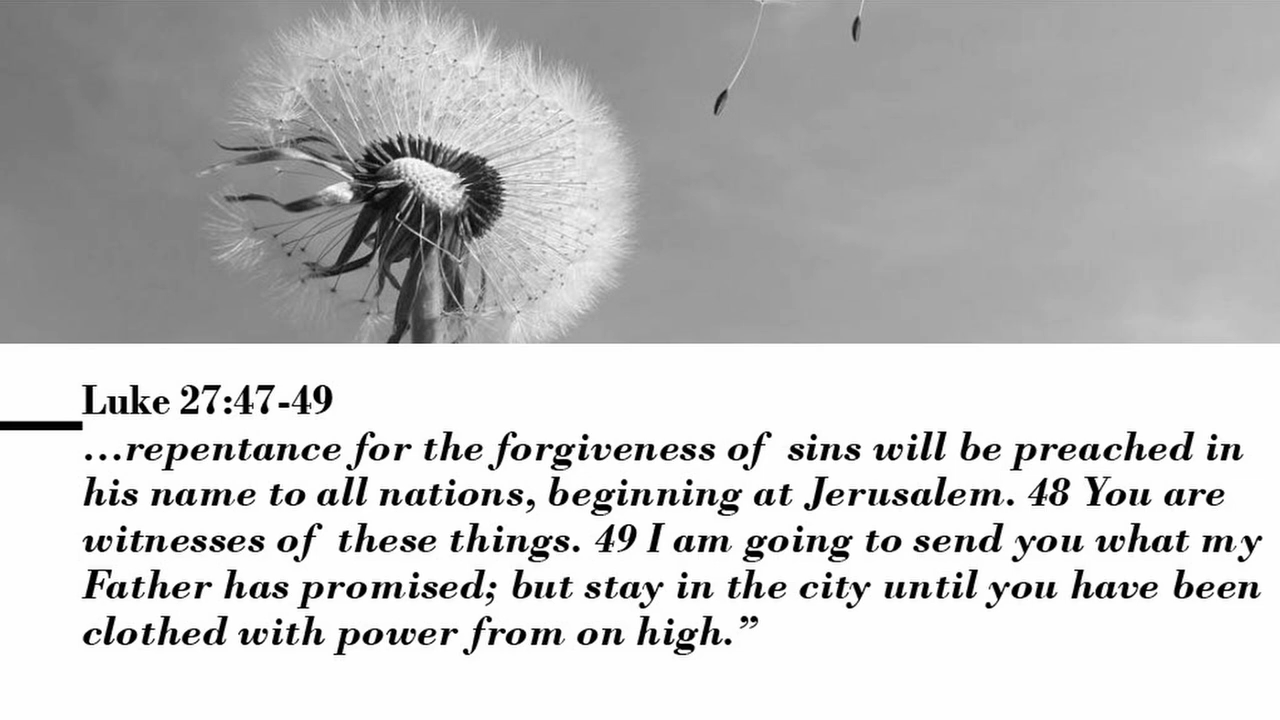 Luke 27:47-49
...repentance for the forgiveness of sins will be preached in
his name to all nations, beginning at Jerusalem. 48 You are
witnesses of these things. 49 I am going to send you what my
Father has promised; but stay in the city until you have been
clothed with power from on high.”